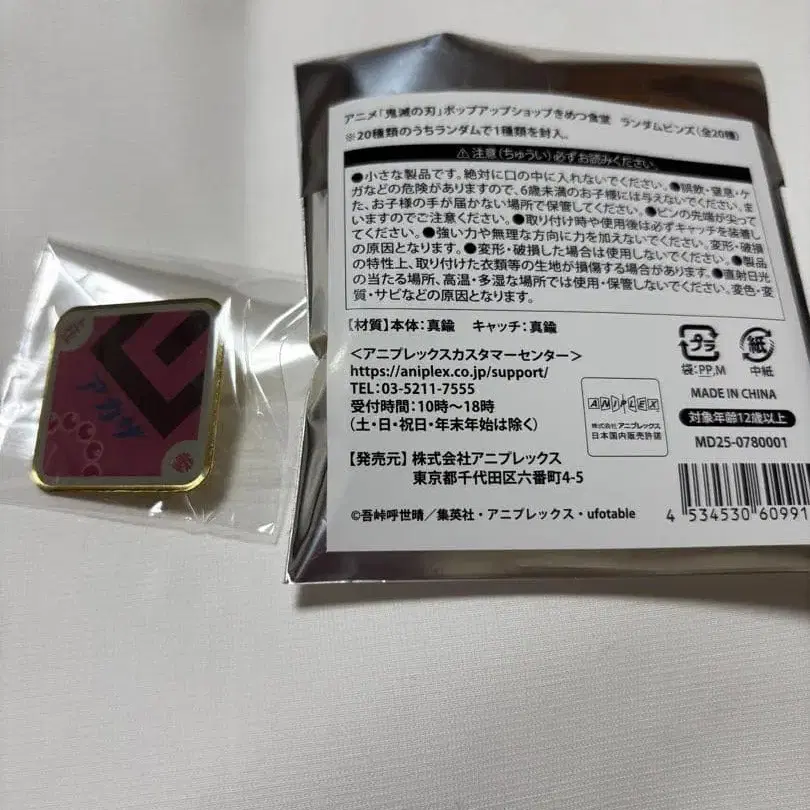 アカザ
アニメ「鬼滅の刃」ポップアップショップきめつ食堂 ランダムピンズ(全20種)
※20種類のうちランダムで1種類を封入。
⚠注意(ちゅうい)必ずお読みください。
●小さな製品です。絶対に口の中に入れないでください。●誤飲・窒息・ケ
ガなどの危険がありますので、6歳未満のお子様には与えないでください。ま
た、お子様の手が届かない場所で保管してください。●ピンの先端が尖って
いますのでご注意ください。●取り付け時や使用後は必ずキャッチを装着し
てください。●強い力や無理な方向に力を加えないでください。変形・破損
の原因となります。●変形・破損した場合は使用しないでください。●製品
の特性上、取り付けた衣類等の生地が損傷する場合があります。●直射日光
の当たる場所、高温・多湿な場所では使用・保管しないでください。変色・変
質・サビなどの原因となります。
【材質】本体：真鍮 キャッチ：真鍮
<アニプレックスカスタマーセンター>
https://aniplex.co.jp/support/
TEL：03-5211-7555
受付時間：10時～18時
(土・日・祝日・年末年始は除く)
【発売元】株式会社アニプレックス
東京都千代田区六番町4-5
©吾峠呼世晴／集英社・アニプレックス・ufotable
プラ
袋：PP,M
紙
中紙
ANIPLEX
株式会社アニプレックス
日本国内販売許諾
MADE IN CHINA
対象年齢12歳以上
MD25-0780001
4 534530 60991